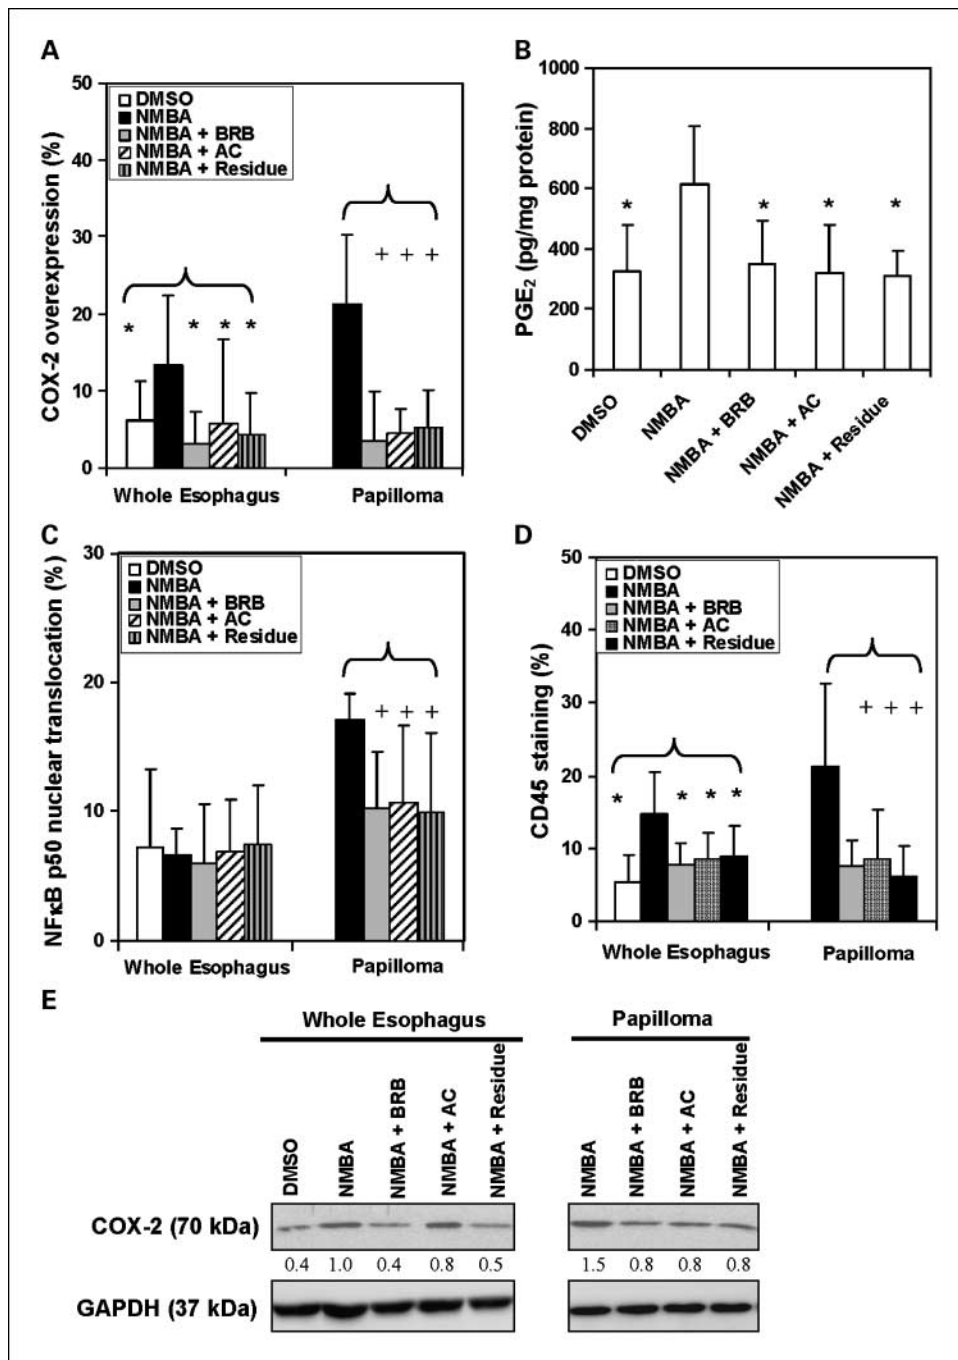 A
COX-2 overexpression (%)
50
40
30
20
10
0
DMSO
NMBA
NMBA + BRB
NMBA + AC
NMBA + Residue
+ + +
* * * *
Whole Esophagus
Papilloma
B
PGE2 (pg/mg protein)
1000
800
600
400
200
0
* * * *
DMSO
NMBA
NMBA + BRB
NMBA + AC
NMBA + Residue
C
NFκB p50 nuclear translocation (%)
30
20
10
0
DMSO
NMBA
NMBA + BRB
NMBA + AC
NMBA + Residue
+ + +
Whole Esophagus
Papilloma
D
CD45 staining (%)
50
40
30
20
10
0
DMSO
NMBA
NMBA + BRB
NMBA + AC
NMBA + Residue
+ + +
* * * *
Whole Esophagus
Papilloma
E
Whole Esophagus
Papilloma
DMSO
NMBA
NMBA + BRB
NMBA + AC
NMBA + Residue
NMBA
NMBA + BRB
NMBA + AC
NMBA + Residue
COX-2 (70 kDa)
0.4 1.0 0.4 0.8 0.5
1.5 0.8 0.8 0.8
GAPDH (37 kDa)